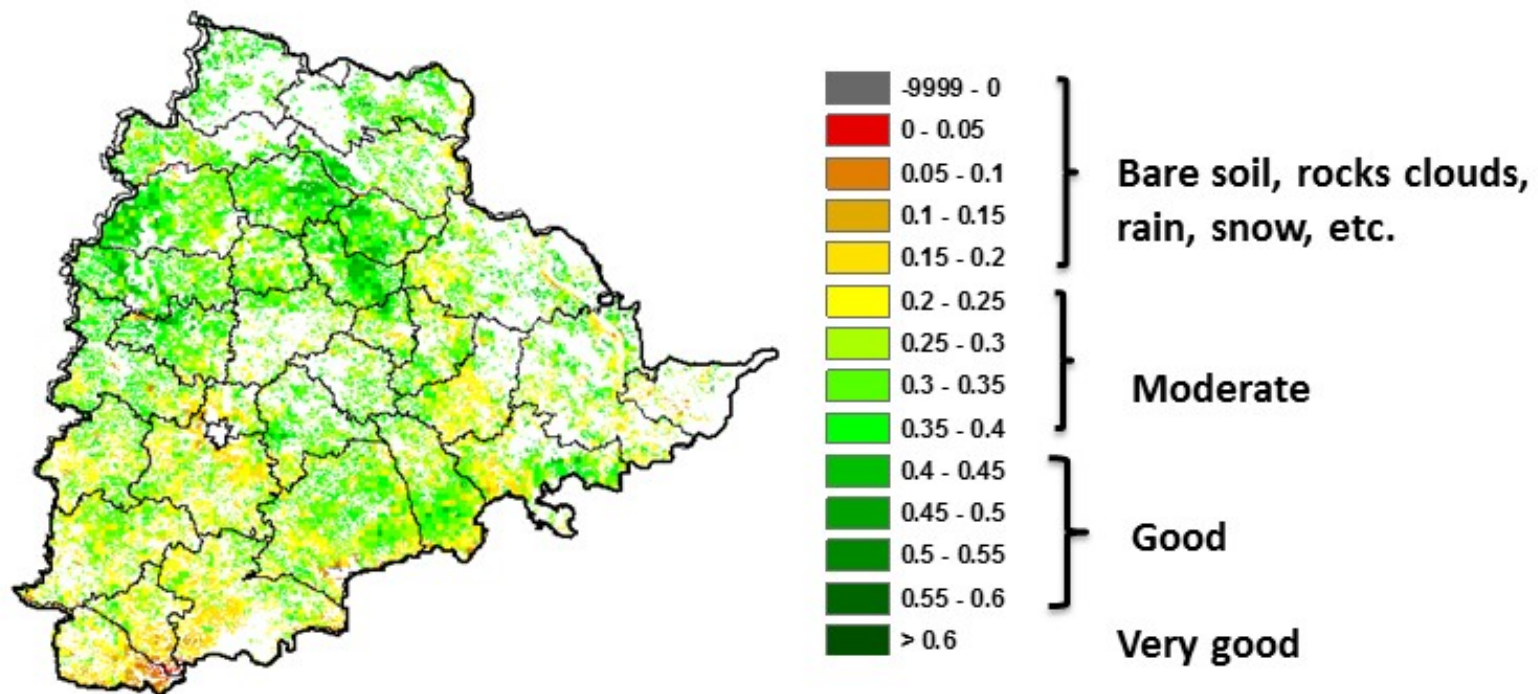 -9999 - 0
0 - 0.05
0.05 - 0.1
0.1 - 0.15
0.15 - 0.2
0.2 - 0.25
0.25 - 0.3
0.3 - 0.35
0.35 - 0.4
0.4 - 0.45
0.45 - 0.5
0.5 - 0.55
0.55 - 0.6
> 0.6
Bare soil, rocks clouds,
rain, snow, etc.
Moderate
Good
Very good